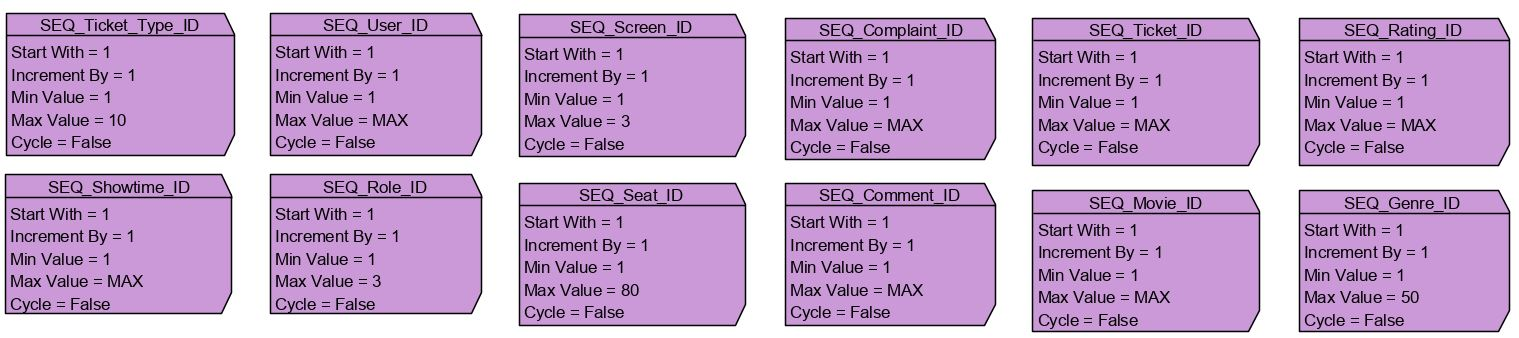 SEQ_Ticket_Type_ID
Start With = 1
Increment By = 1
Min Value = 1
Max Value = 10
Cycle = False
SEQ_User_ID
Start With = 1
Increment By = 1
Min Value = 1
Max Value = MAX
Cycle = False
SEQ_Screen_ID
Start With = 1
Increment By = 1
Min Value = 1
Max Value = 3
Cycle = False
SEQ_Complaint_ID
Start With = 1
Increment By = 1
Min Value = 1
Max Value = MAX
Cycle = False
SEQ_Ticket_ID
Start With = 1
Increment By = 1
Min Value = 1
Max Value = MAX
Cycle = False
SEQ_Rating_ID
Start With = 1
Increment By = 1
Min Value = 1
Max Value = MAX
Cycle = False
SEQ_Showtime_ID
Start With = 1
Increment By = 1
Min Value = 1
Max Value = MAX
Cycle = False
SEQ_Role_ID
Start With = 1
Increment By = 1
Min Value = 1
Max Value = 3
Cycle = False
SEQ_Seat_ID
Start With = 1
Increment By = 1
Min Value = 1
Max Value = 80
Cycle = False
SEQ_Comment_ID
Start With = 1
Increment By = 1
Min Value = 1
Max Value = MAX
Cycle = False
SEQ_Movie_ID
Start With = 1
Increment By = 1
Min Value = 1
Max Value = MAX
Cycle = False
SEQ_Genre_ID
Start With = 1
Increment By = 1
Min Value = 1
Max Value = 50
Cycle = False